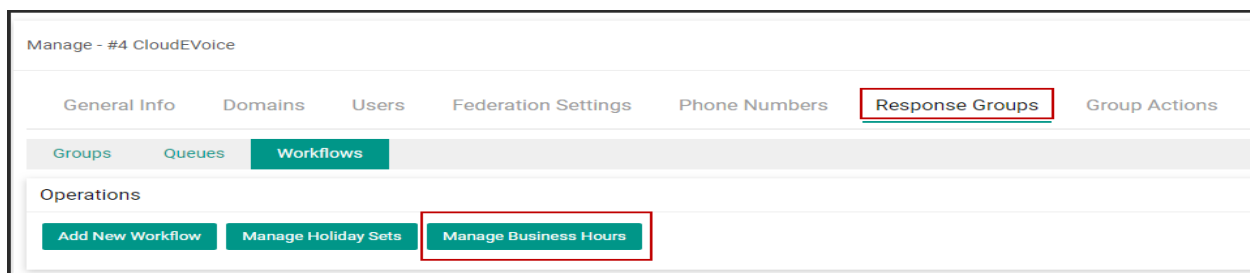 Manage - #4 CloudEVoice
General Info Domains Users Federation Settings Phone Numbers Response Groups Group Actions
Groups Queues Workflows
Operations
Add New Workflow Manage Holiday Sets Manage Business Hours